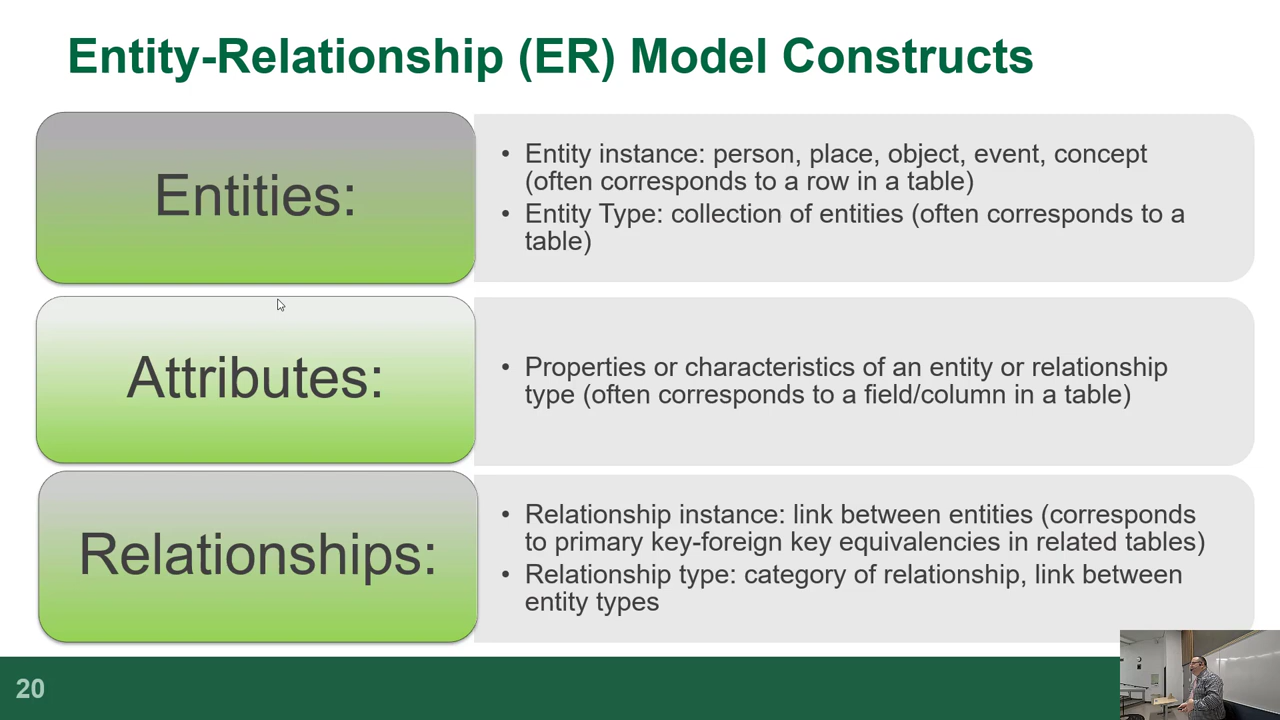 Entity-Relationship (ER) Model Constructs
Entities:
• Entity instance: person, place, object, event, concept
(often corresponds to a row in a table)
• Entity Type: collection of entities (often corresponds to a
table)
Attributes:
• Properties or characteristics of an entity or relationship
type (often corresponds to a field/column in a table)
Relationships:
• Relationship instance: link between entities (corresponds
to primary key-foreign key equivalencies in related tables)
• Relationship type: category of relationship, link between
entity types
20